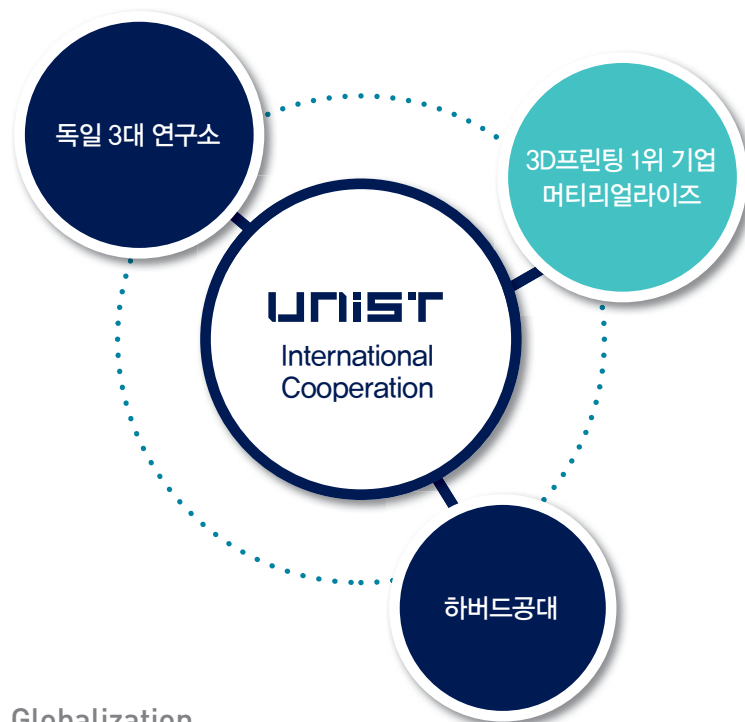 독일 3대 연구소
3D프린팅 1위 기업
머티리얼라이즈
UNIST
International
Cooperation
하버드공대
Globalization